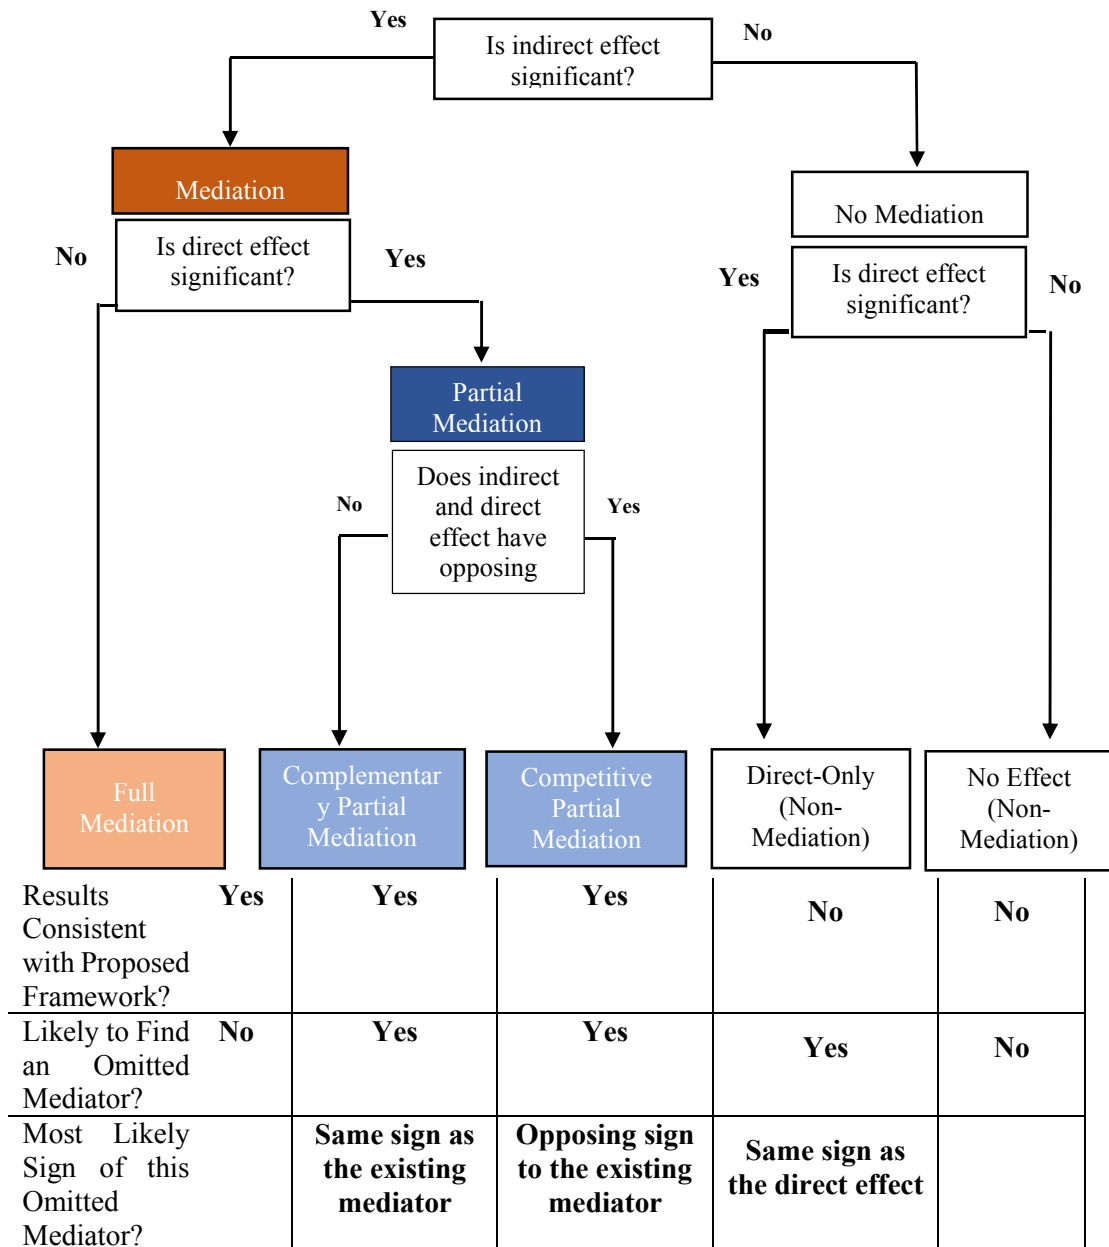 Yes
Is indirect effect
significant?
No
Mediation
No Mediation
No
Is direct effect
significant?
Yes
Yes
Is direct effect
significant?
No
Partial
Mediation
No
Does indirect
and direct
effect have
opposing
Yes
Full
Mediation
Complementar
y Partial
Mediation
Competitive
Partial
Mediation
Direct-Only
(Non-
Mediation)
No Effect
(Non-
Mediation)
Results
Consistent
with Proposed
Framework?
Yes
Yes
Yes
No
No
Likely to Find
an Omitted
Mediator?
No
Yes
Yes
Yes
No
Most Likely
Sign of this
Omitted
Mediator?
Same sign as
the existing
mediator
Opposing sign
to the existing
mediator
Same sign as
the direct effect